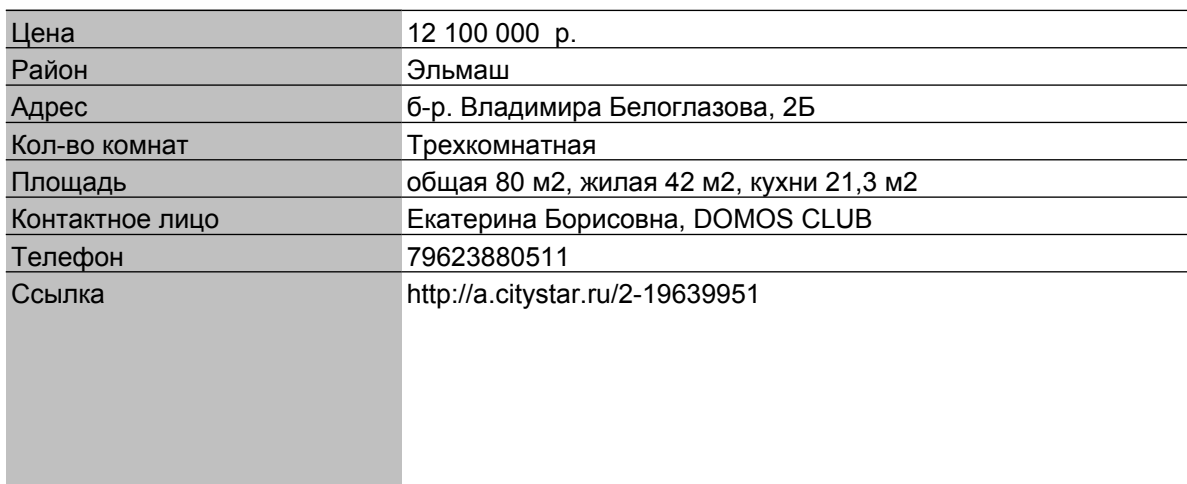 Цена 12 100 000 р.
Район Эльмаш
Адрес б-р. Владимира Белоглазова, 2Б
Кол-во комнат Трехкомнатная
Площадь общая 80 м2, жилая 42 м2, кухни 21,3 м2
Контактное лицо Екатерина Борисовна, DOMOS CLUB
Телефон 79623880511
Ссылка http://a.citystar.ru/2-19639951